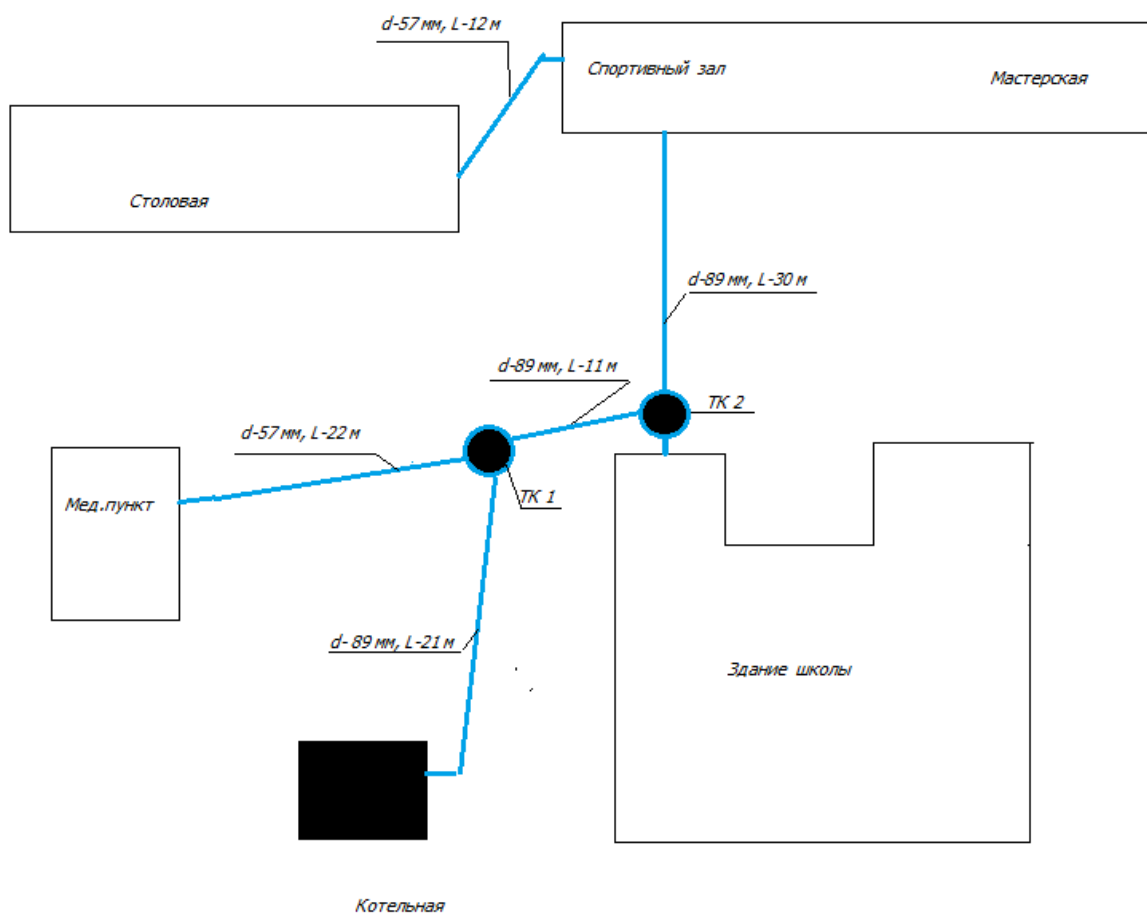 d-57 мм, L-12 м
Спортивный зал
Мастерская
Столовая
d-89 мм, L-30 м
d-89 мм, L-11 м
ТК 2
d-57 мм, L-22 м
Мед.пункт
ТК 1
d- 89 мм, L-21 м
Здание школы
Котельная